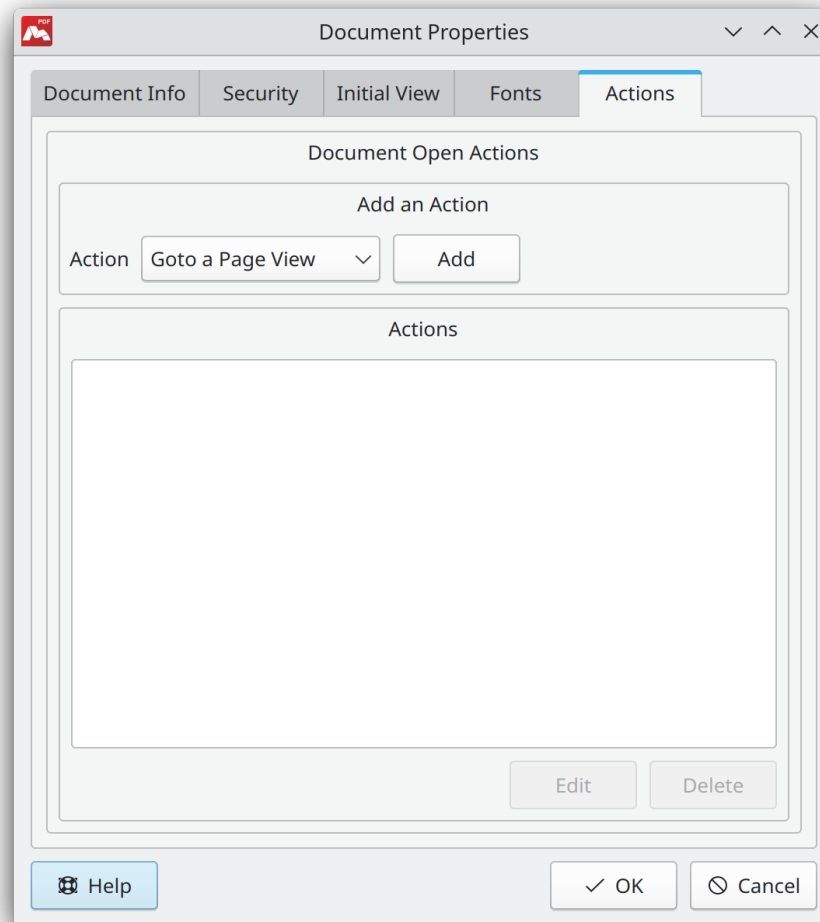 PDF
Document Properties
Document Info Security Initial View Fonts Actions
Document Open Actions
Add an Action
Action Goto a Page View Add
Actions
Edit Delete
Help OK Cancel